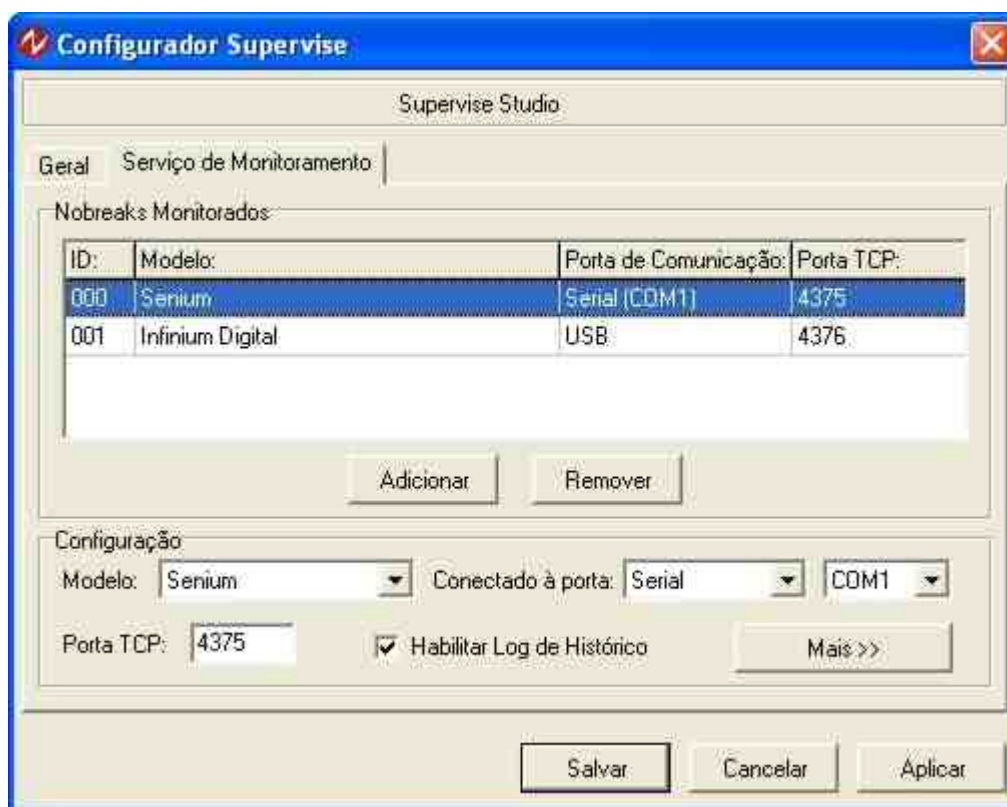 Configurador Supervise
Supervise Studio
Geral Serviço de Monitoramento
Nobreaks Monitorados
ID: Modelo: Porta de Comunicação: Porta TCP:
000 Senium Serial (COM1) 4375
001 Infinium Digital USB 4376
Adicionar Remover
Configuração
Modelo: Senium Conectado à porta: Serial COM1
Porta TCP: 4375 Habilitar Log de Histórico Mais >>
Salvar Cancelar Aplicar